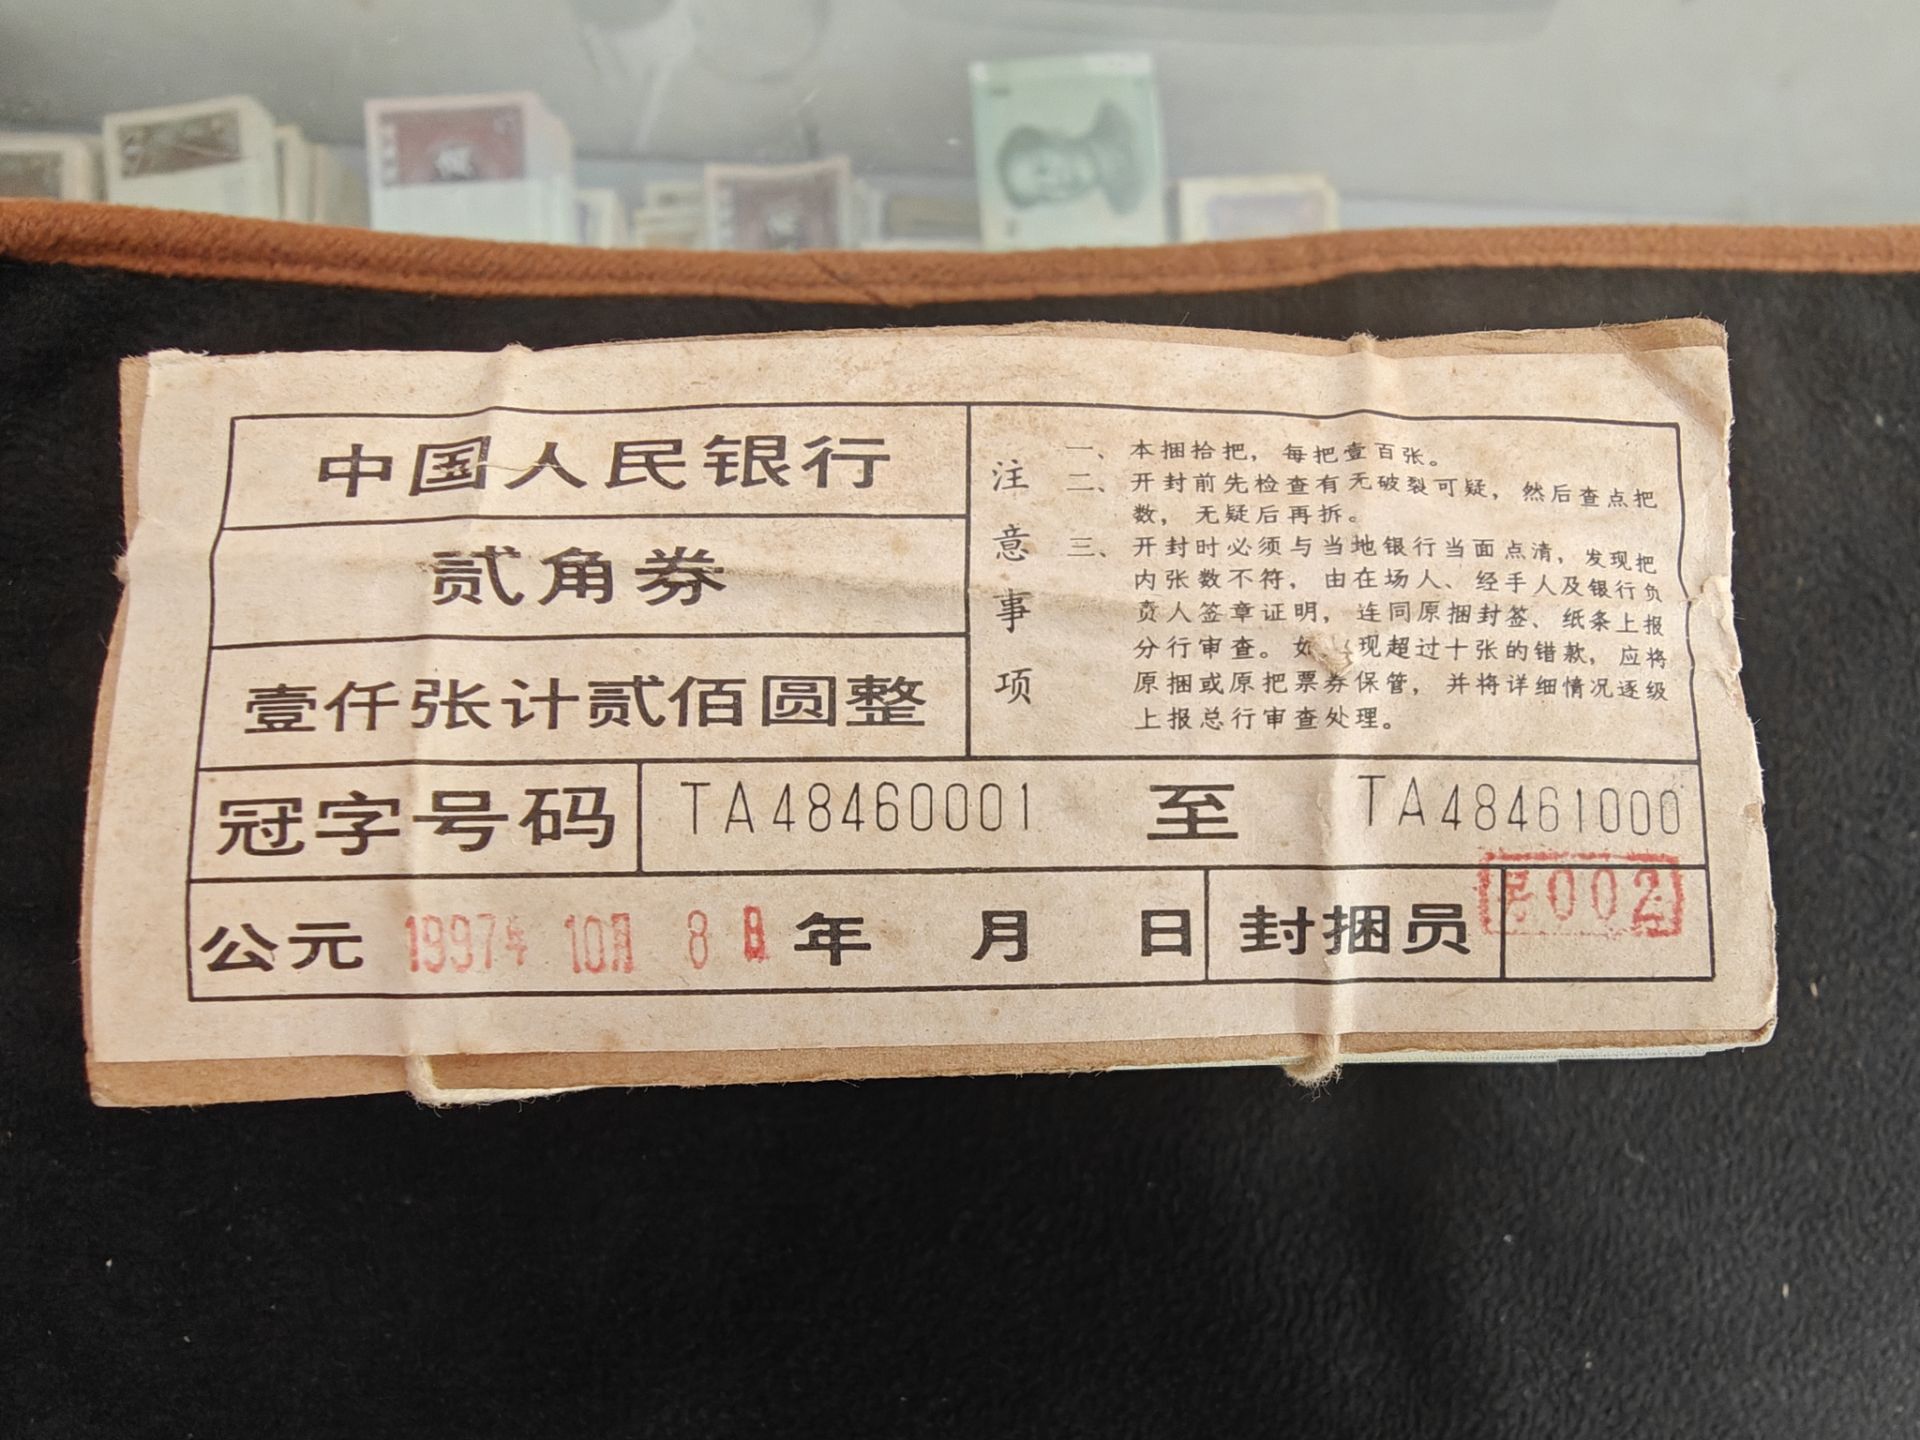 中国人民银行
贰角券
壹仟张计贰佰圆整
注意事项
一、本捆拾把，每把壹百张。
二、开封前先检查有无破裂可疑，然后查点把
数，无疑后再拆。
三、开封时必须与当地银行当面点清，发现把
内张数不符，由在场人、经手人及银行负
责人签章证明，连同原捆封签、纸条上报
分行审查。如 现超过十张的错款，应将
原捆或原把票券保管，并将详细情况逐级
上报总行审查处理。
冠字号码 TA48460001 至 TA48461000
公元 1997年 10月 8日 年 月 日 封捆员 002